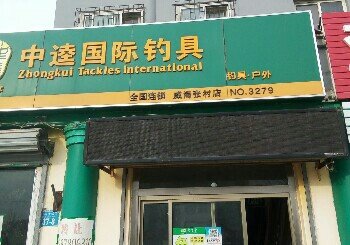 中逵国际钓具
Zhongkui Tackles International
钓具·户外
全国连锁 威海张村店 NO.3279